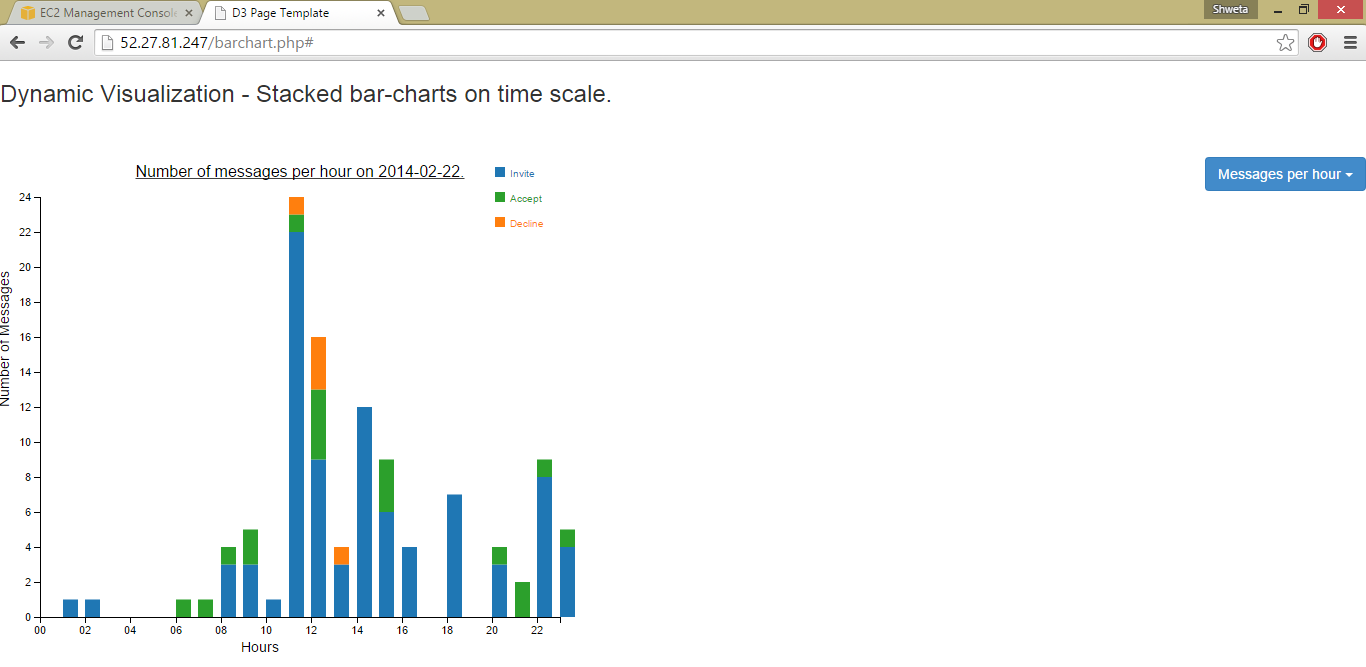 EC2 Management Consol
D3 Page Template
Shweta
52.27.81.247/barchart.php#
Dynamic Visualization - Stacked bar-charts on time scale.
Number of messages per hour on 2014-02-22.
Invite
Accept
Decline
Messages per hour
Number of Messages
24
22
20
18
16
14
12
10
8
6
4
2
0
00 02 04 06 08 10 12 14 16 18 20 22
Hours